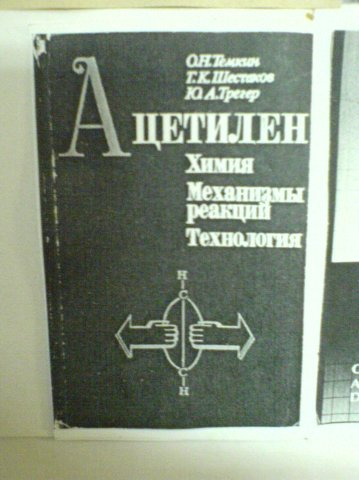 О.Н.Темкин
Г.К.Шестаков
Ю.А.Трегер
АЦЕТИЛЕН
Химия
Механизмы
реакций
Технология
H
C
C
H
С
А
D